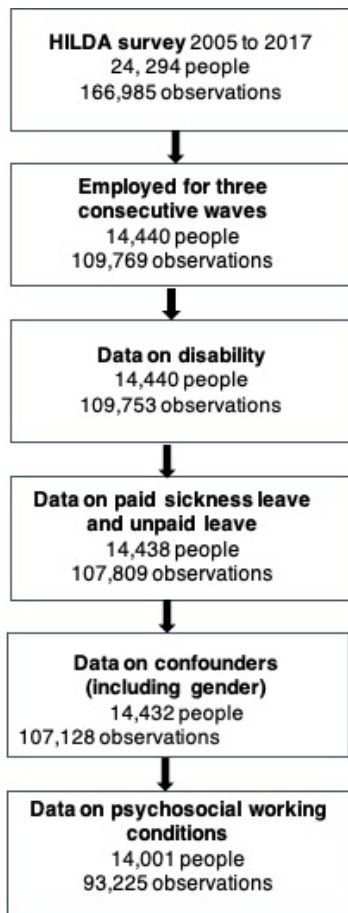 HILDA survey 2005 to 2017
24, 294 people
166,985 observations
Employed for three
consecutive waves
14,440 people
109,769 observations
Data on disability
14,440 people
109,753 observations
Data on paid sickness leave
and unpaid leave
14,438 people
107,809 observations
Data on confounders
(including gender)
14,432 people
107,128 observations
Data on psychosocial working
conditions
14,001 people
93,225 observations